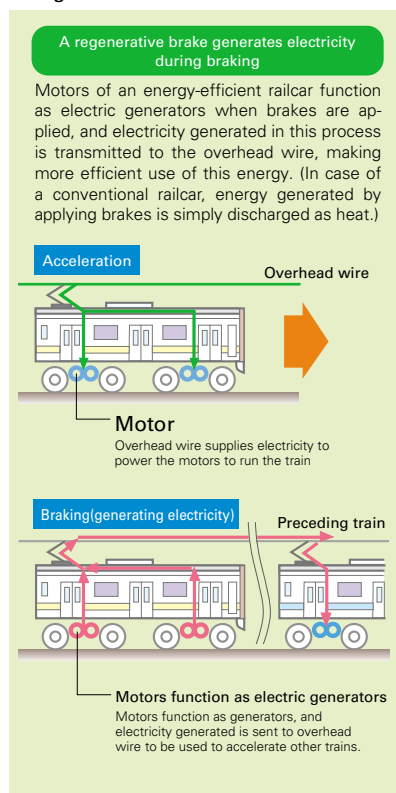 A regenerative brake generates electricity
during braking
Motors of an energy-efficient railcar function
as electric generators when brakes are ap-
plied, and electricity generated in this process
is transmitted to the overhead wire, making
more efficient use of this energy. (In case of
a conventional railcar, energy generated by
applying brakes is simply discharged as heat.)
Acceleration
Overhead wire
Motor
Overhead wire supplies electricity to
power the motors to run the train
Braking(generating electricity)
Preceding train
Motors function as electric generators
Motors function as generators, and
electricity generated is sent to overhead
wire to be used to accelerate other trains.